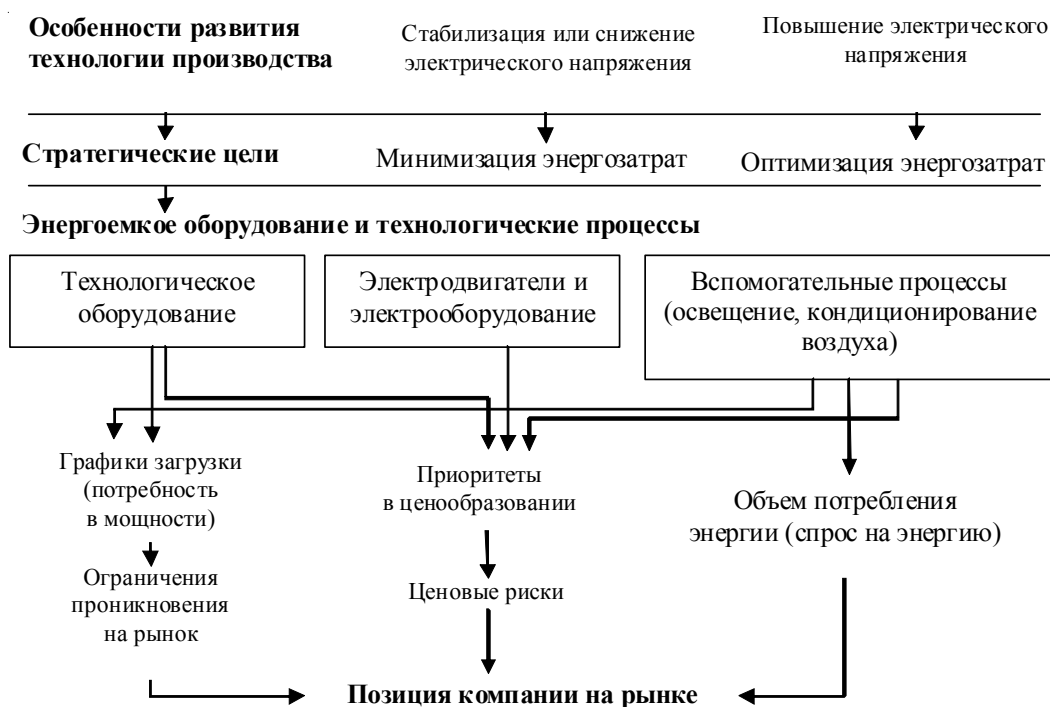 Особенности развития
технологии производства
Стабилизация или снижение
электрического напряжения
Повышение электрического
напряжения
Стратегические цели
Минимизация энергозатрат
Оптимизация энергозатрат
Энергоемкое оборудование и технологические процессы
Технологическое
оборудование
Электродвигатели и
электрооборудование
Вспомогательные процессы
(освещение, кондиционирование
воздуха)
Графики загрузки
(потребность
в мощности)
Приоритеты
в ценообразовании
Объем потребления
энергии (спрос на энергию)
Ограничения
проникновения
на рынок
Ценовые риски
Позиция компании на рынке